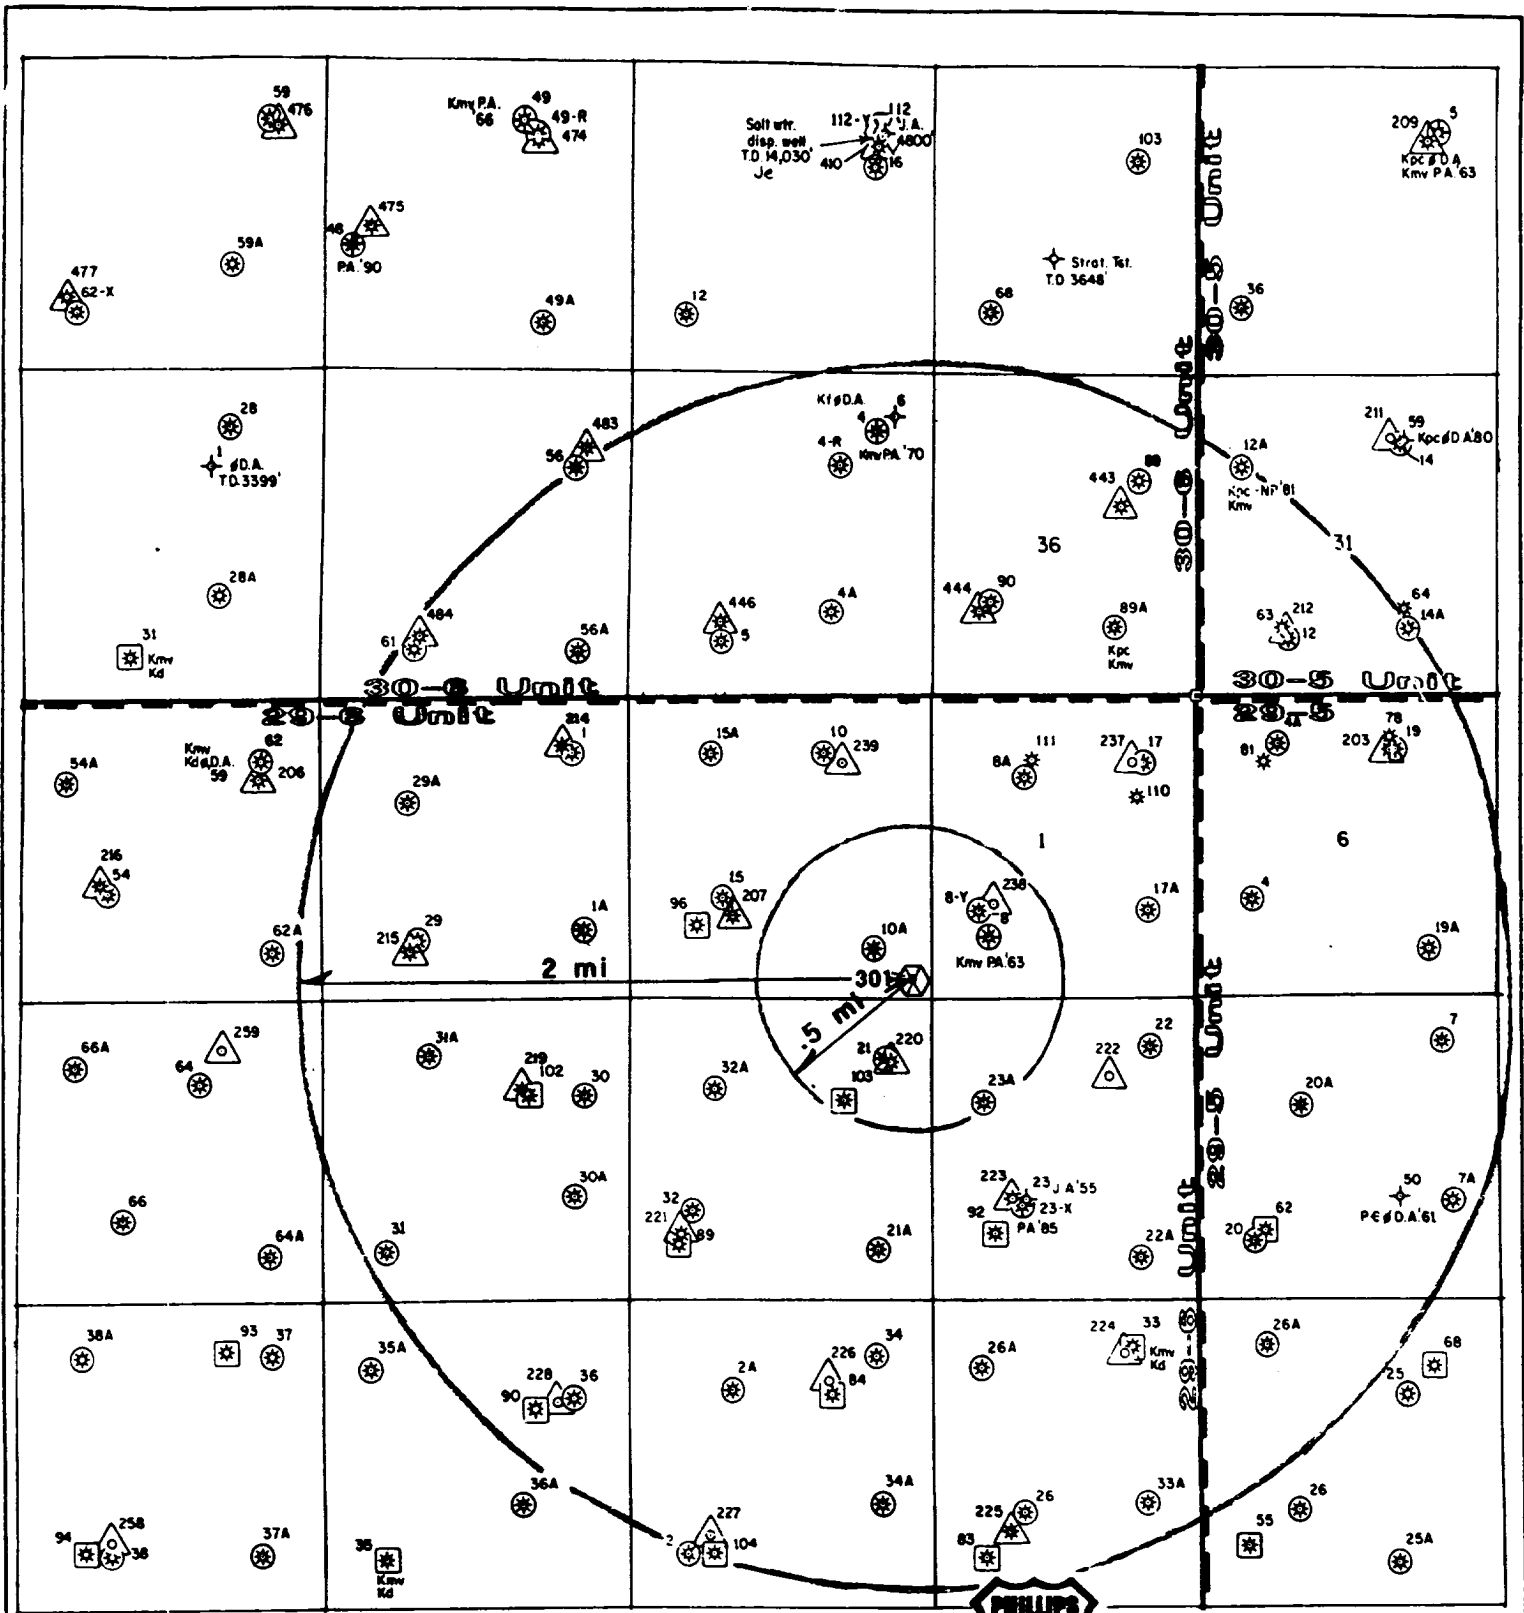 59
476
Kmv P.A.
'66
49
49-R
474
Salt wtr.
disp. well
T.D. 14,030'
Je
112-Y
112
J.A.
4800'
410
16
103
209
5
Kpc ø D.A.
Kmv P.A.'63
475
48
P.A.'90
59A
477
62-X
49A
12
68
Strat. Tst.
T.D. 3648'
36
30-5 Unit
30-6 Unit
28
1
øD.A.
T.D.3399'
483
56
Kf øD.A.
6
4
4-R
Kmv P.A.'70
443
12A
Kpc-NP'81
Kmv
211
59
Kpc ø D.A'80
14
36
31
28A
31
Kmv
Kd
484
61
56A
446
5
4A
444
90
89A
Kpc
Kmv
63
212
12
64
14A
30-6 Unit
29-6 Unit
30-5 Unit
29-5
54A
Kmv
Kd øD.A.
59
62
206
214
1
29A
15A
10
239
111
8A
237
17
110
4A
81
78
19
203
1
6
216
54
62A
29
215
1A
15
207
96
10A
8-Y
238
8
Kmv P.A.'63
17A
4
19A
2 mi
301
.5 mi
66A
259
64
31A
219
102
30
32A
21
220
103
23A
222
22
7
20A
29-5 Unit
29-6 Unit
66
64A
31
30A
32
221
89
21A
223
23 J.A'55
23-X
P.A.'85
92
22A
62
20
50
P€ øD.A.'61
7A
38A
93
37
35A
228
36
90
2A
226
84
34
26A
224
33
Kmv
Kd
26A
68
25
94
258
38
37A
36A
35
Kmv
Kd
227
2
104
34A
225
26
83
33A
26
55
25A
PHILLIPS